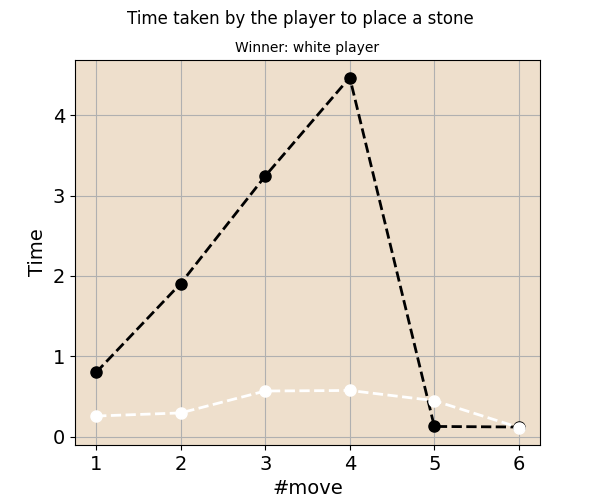 Time taken by the player to place a stone
Winner: white player
4
3
2
1
0
Time
1 2 3 4 5 6
#move